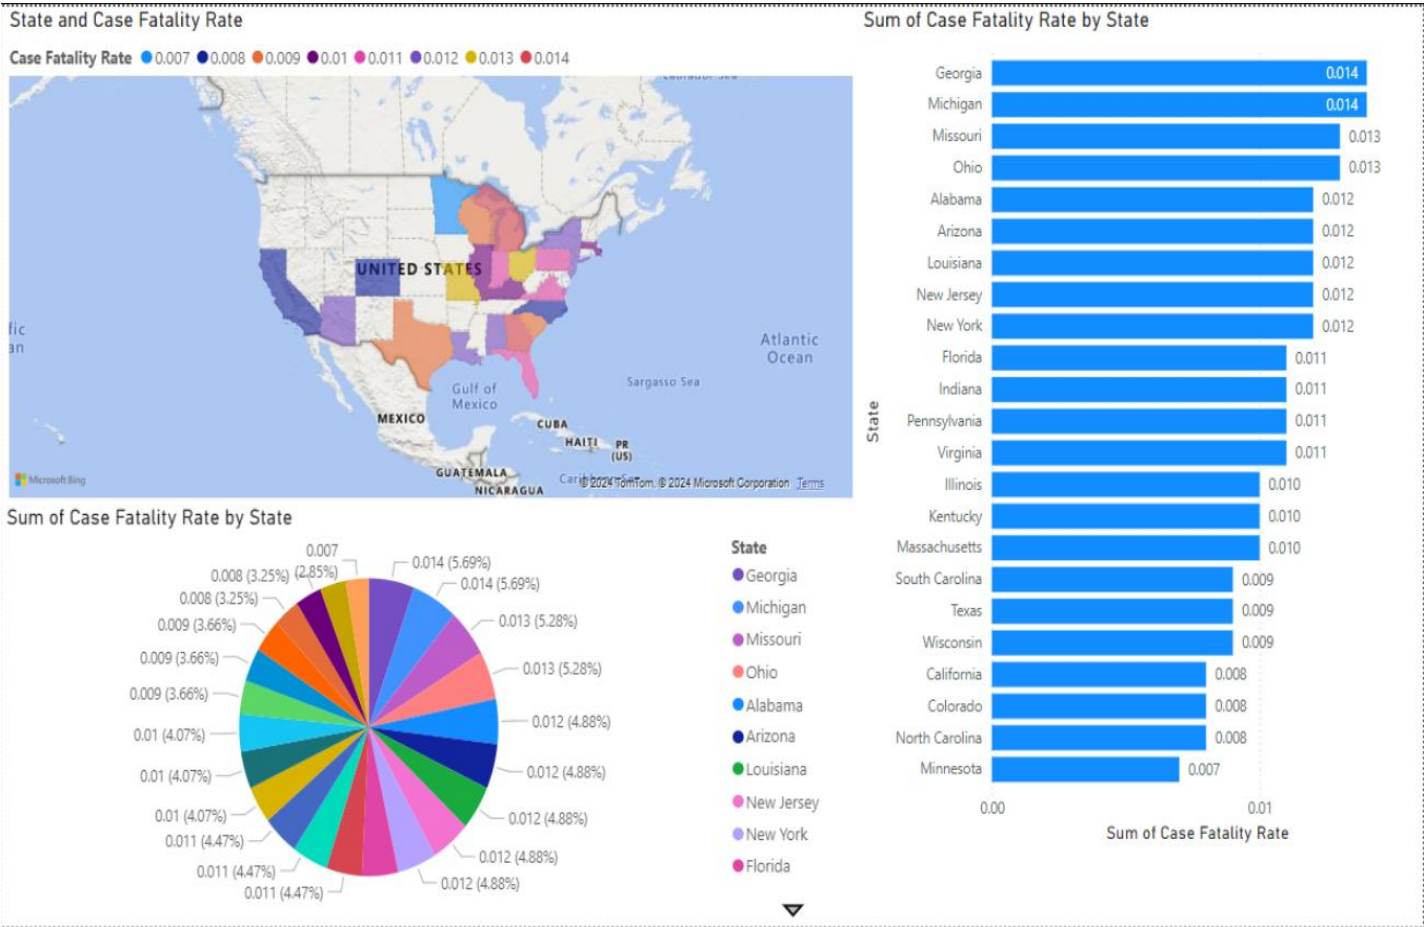 State and Case Fatality Rate
Case Fatality Rate 0.007 0.008 0.009 0.01 0.011 0.012 0.013 0.014
Labrador Sea
UNITED STATES
fic
an
Atlantic
Ocean
Gulf of
Mexico
Sargasso Sea
MEXICO
CUBA
HAITI
PR
(US)
GUATEMALA
NICARAGUA
Caribbean Sea
Microsoft Bing
© 2024 TomTom, © 2024 Microsoft Corporation Terms
Sum of Case Fatality Rate by State
0.007
(2.85%)
0.008 (3.25%)
0.008 (3.25%)
0.009 (3.66%)
0.009 (3.66%)
0.009 (3.66%)
0.01 (4.07%)
0.01 (4.07%)
0.01 (4.07%)
0.011 (4.47%)
0.011 (4.47%)
0.011 (4.47%)
0.014 (5.69%)
0.014 (5.69%)
0.013 (5.28%)
0.013 (5.28%)
0.012 (4.88%)
0.012 (4.88%)
0.012 (4.88%)
0.012 (4.88%)
0.012 (4.88%)
State
Georgia
Michigan
Missouri
Ohio
Alabama
Arizona
Louisiana
New Jersey
New York
Florida
Sum of Case Fatality Rate by State
State
Georgia 0.014
Michigan 0.014
Missouri 0.013
Ohio 0.013
Alabama 0.012
Arizona 0.012
Louisiana 0.012
New Jersey 0.012
New York 0.012
Florida 0.011
Indiana 0.011
Pennsylvania 0.011
Virginia 0.011
Illinois 0.010
Kentucky 0.010
Massachusetts 0.010
South Carolina 0.009
Texas 0.009
Wisconsin 0.009
California 0.008
Colorado 0.008
North Carolina 0.008
Minnesota 0.007
0.00 0.01
Sum of Case Fatality Rate